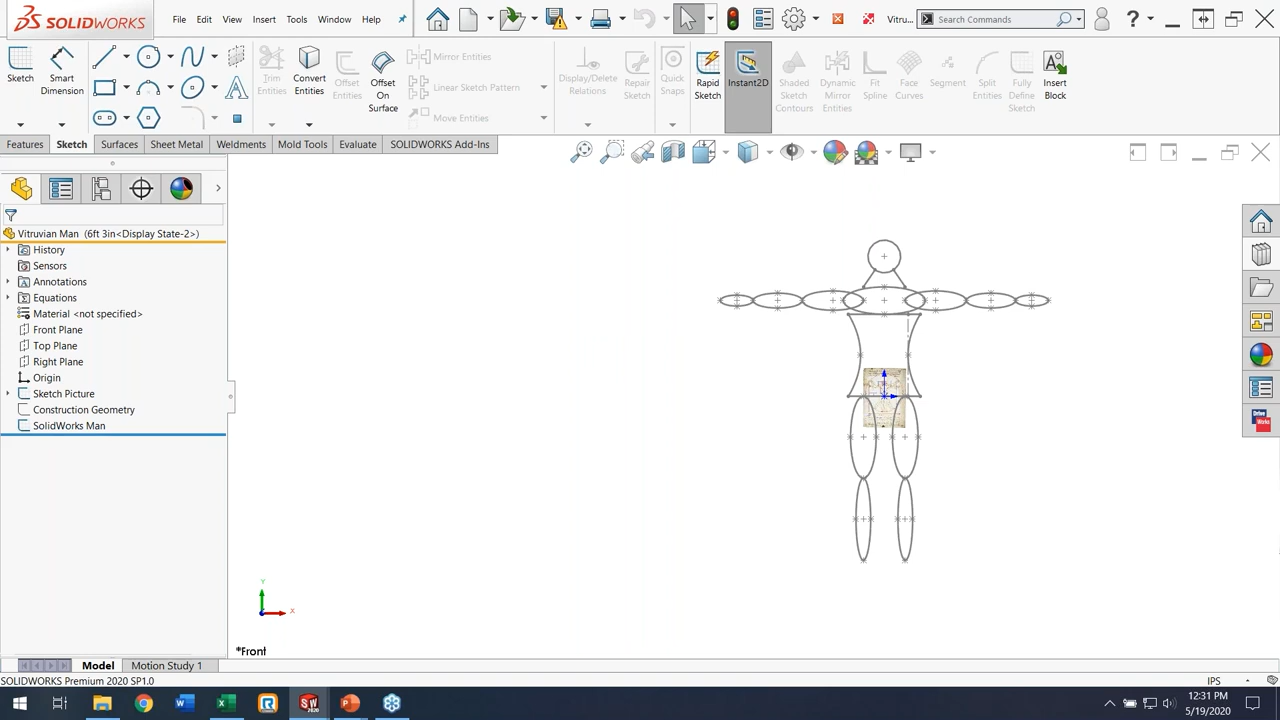 SOLIDWORKS
File
Edit
View
Insert
Tools
Window
Help
Vitru...
Search Commands
?
Sketch
Smart Dimension
Trim Entities
Convert Entities
Offset Entities
Offset On Surface
Mirror Entities
Linear Sketch Pattern
Move Entities
Display/Delete Relations
Repair Sketch
Quick Snaps
Rapid Sketch
Instant2D
Shaded Sketch Contours
Dynamic Mirror Entities
Fit Spline
Face Curves
Segment
Split Entities
Fully Define Sketch
Insert Block
Features
Sketch
Surfaces
Sheet Metal
Weldments
Mold Tools
Evaluate
SOLIDWORKS Add-Ins
Vitruvian Man (6ft 3in<Display State-2>)
History
Sensors
Annotations
Equations
Material <not specified>
Front Plane
Top Plane
Right Plane
Origin
Sketch Picture
Construction Geometry
SolidWorks Man
Y
X
*Front
Model
Motion Study 1
SOLIDWORKS Premium 2020 SP1.0
IPS
12:31 PM
5/19/2020